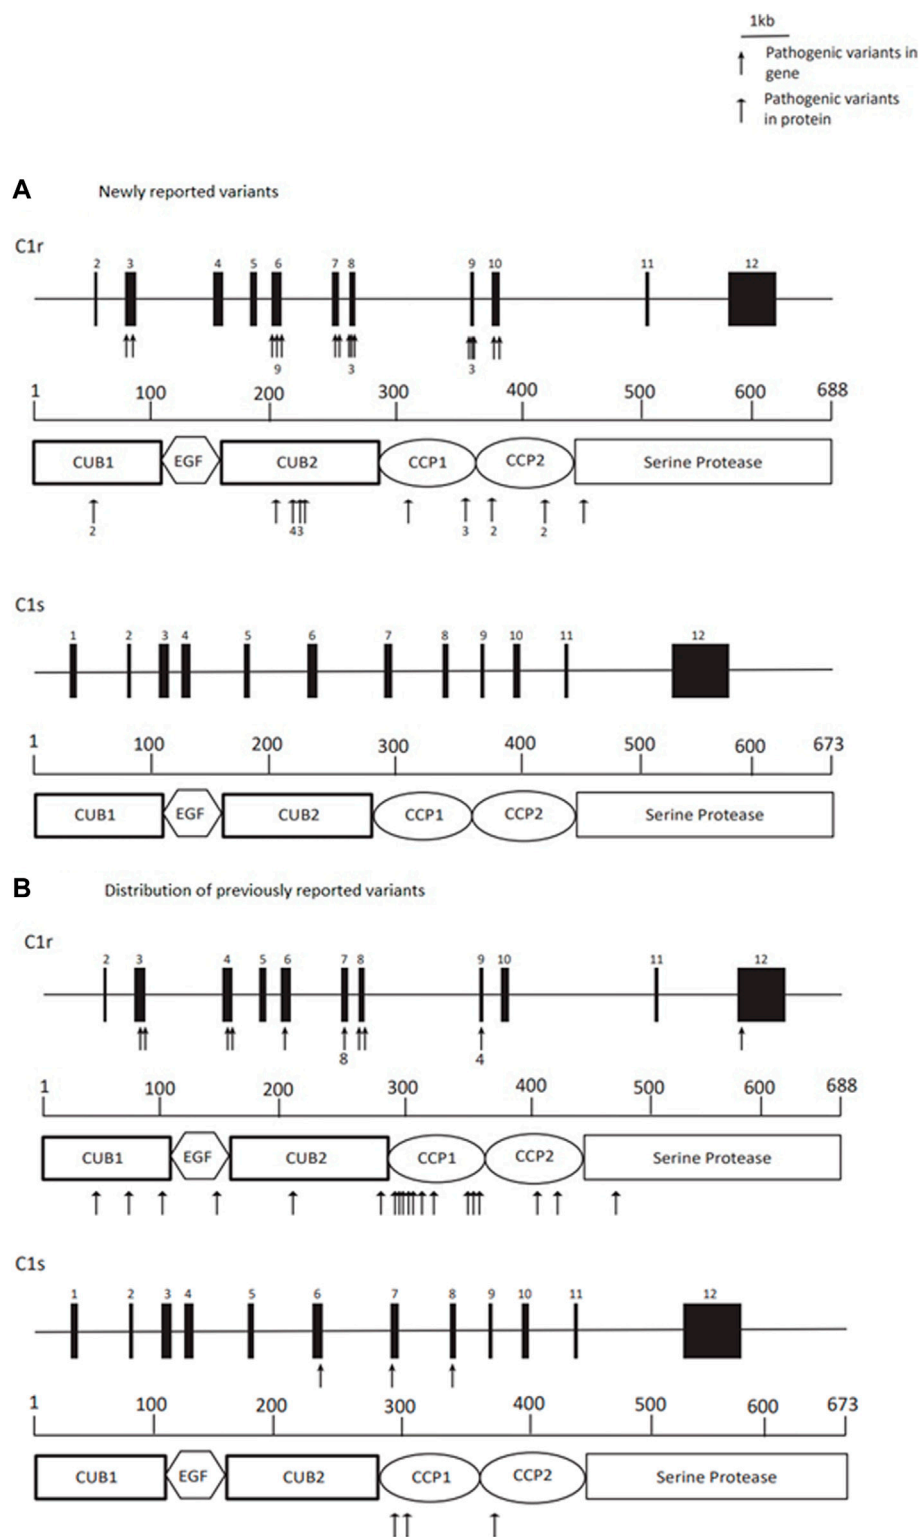 1kb
Pathogenic variants in
gene
Pathogenic variants
in protein
A Newly reported variants
C1r
2 3 4 5 6 7 8 9 10 11 12
9 3 3
1 100 200 300 400 500 600 688
CUB1 EGF CUB2 CCP1 CCP2 Serine Protease
2 43 3 2 2
C1s
1 2 3 4 5 6 7 8 9 10 11 12
1 100 200 300 400 500 600 673
CUB1 EGF CUB2 CCP1 CCP2 Serine Protease
B Distribution of previously reported variants
C1r
2 3 4 5 6 7 8 9 10 11 12
8 4
1 100 200 300 400 500 600 688
CUB1 EGF CUB2 CCP1 CCP2 Serine Protease
C1s
1 2 3 4 5 6 7 8 9 10 11 12
1 100 200 300 400 500 600 673
CUB1 EGF CUB2 CCP1 CCP2 Serine Protease